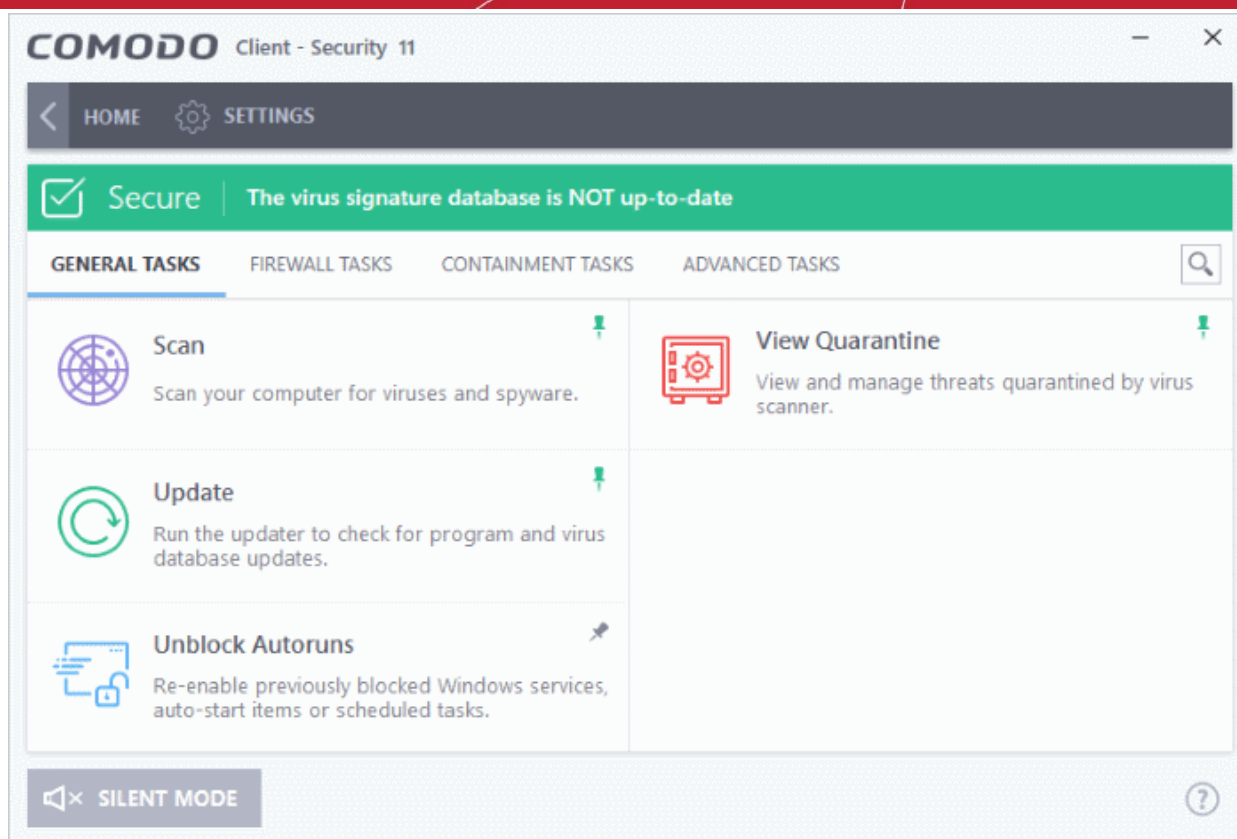 COMODO Client - Security 11
HOME SETTINGS
Secure The virus signature database is NOT up-to-date
GENERAL TASKS FIREWALL TASKS CONTAINMENT TASKS ADVANCED TASKS
Scan
Scan your computer for viruses and spyware.
View Quarantine
View and manage threats quarantined by virus
scanner.
Update
Run the updater to check for program and virus
database updates.
Unblock Autoruns
Re-enable previously blocked Windows services,
auto-start items or scheduled tasks.
SILENT MODE
?